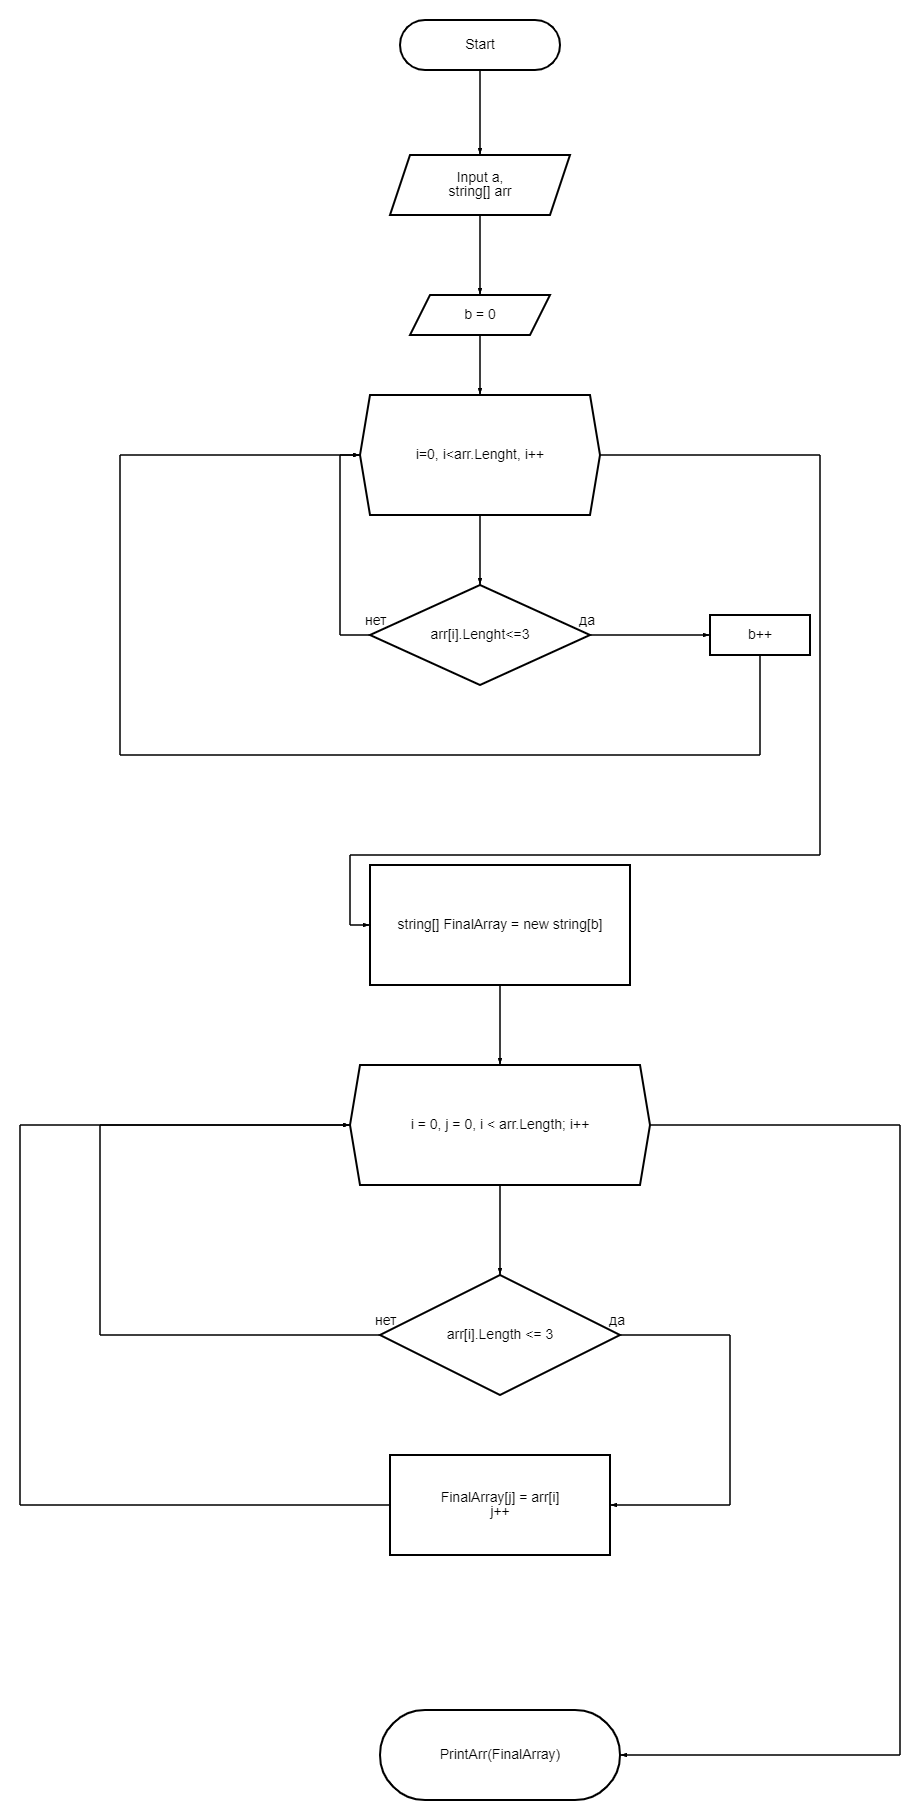 Start
Input a,
string[] arr
b = 0
i=0, i<arr.Lenght, i++
нет
да
arr[i].Lenght<=3
b++
string[] FinalArray = new string[b]
i = 0, j = 0, i < arr.Length; i++
нет
да
arr[i].Length <= 3
FinalArray[j] = arr[i]
j++
PrintArr(FinalArray)